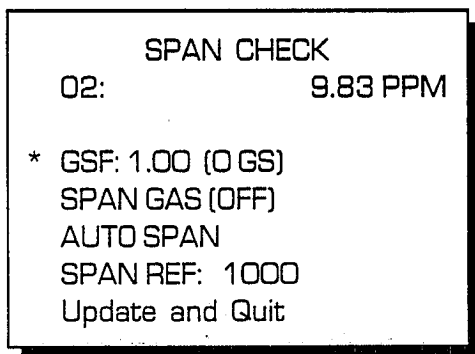 SPAN CHECK
O2: 9.83 PPM
* GSF: 1.00 (0 GS)
SPAN GAS (OFF)
AUTO SPAN
SPAN REF: 1000
Update and Quit